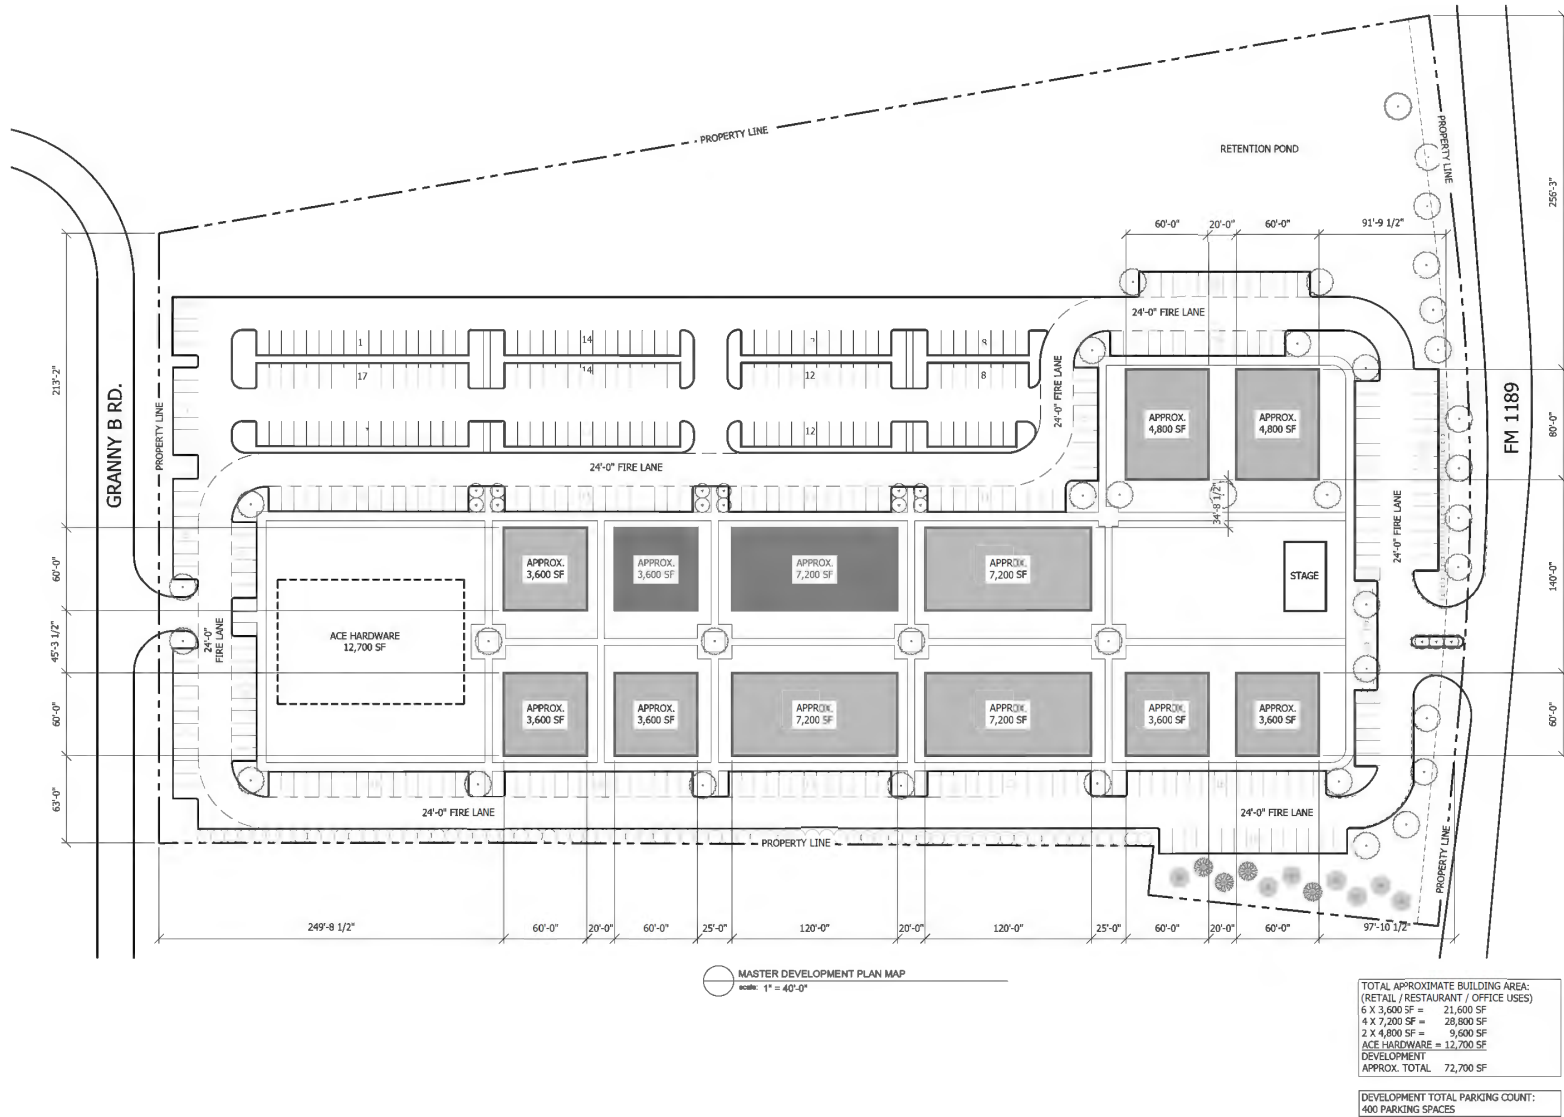 PROPERTY LINE
RETENTION POND
PROPERTY LINE
256'-3"
60'-0"
20'-0"
60'-0"
91'-9 1/2"
24'-0" FIRE LANE
GRANNY B RD.
213'-2"
PROPERTY LINE
1
14
9
17
14
12
8
12
24'-0" FIRE LANE
24'-0" FIRE LANE
APPROX.
4,800 SF
APPROX.
4,800 SF
FM 1189
80'-0"
34'-8 1/2"
24'-0" FIRE LANE
60'-0"
APPROX.
3,600 SF
APPROX.
3,600 SF
APPROX.
7,200 SF
APPROX.
7,200 SF
STAGE
140'-0"
45'-3 1/2"
24'-0"
FIRE LANE
ACE HARDWARE
12,700 SF
60'-0"
APPROX.
3,600 SF
APPROX.
3,600 SF
APPROX.
7,200 SF
APPROX.
7,200 SF
APPROX.
3,600 SF
APPROX.
3,600 SF
60'-0"
63'-0"
24'-0" FIRE LANE
24'-0" FIRE LANE
PROPERTY LINE
PROPERTY LINE
249'-8 1/2"
60'-0"
20'-0"
60'-0"
25'-0"
120'-0"
20'-0"
120'-0"
25'-0"
60'-0"
20'-0"
60'-0"
97'-10 1/2"
MASTER DEVELOPMENT PLAN MAP
scale: 1" = 40'-0"
TOTAL APPROXIMATE BUILDING AREA:
(RETAIL / RESTAURANT / OFFICE USES)
6 X 3,600 SF = 21,600 SF
4 X 7,200 SF = 28,800 SF
2 X 4,800 SF = 9,600 SF
ACE HARDWARE = 12,700 SF
DEVELOPMENT
APPROX. TOTAL 72,700 SF
DEVELOPMENT TOTAL PARKING COUNT:
400 PARKING SPACES